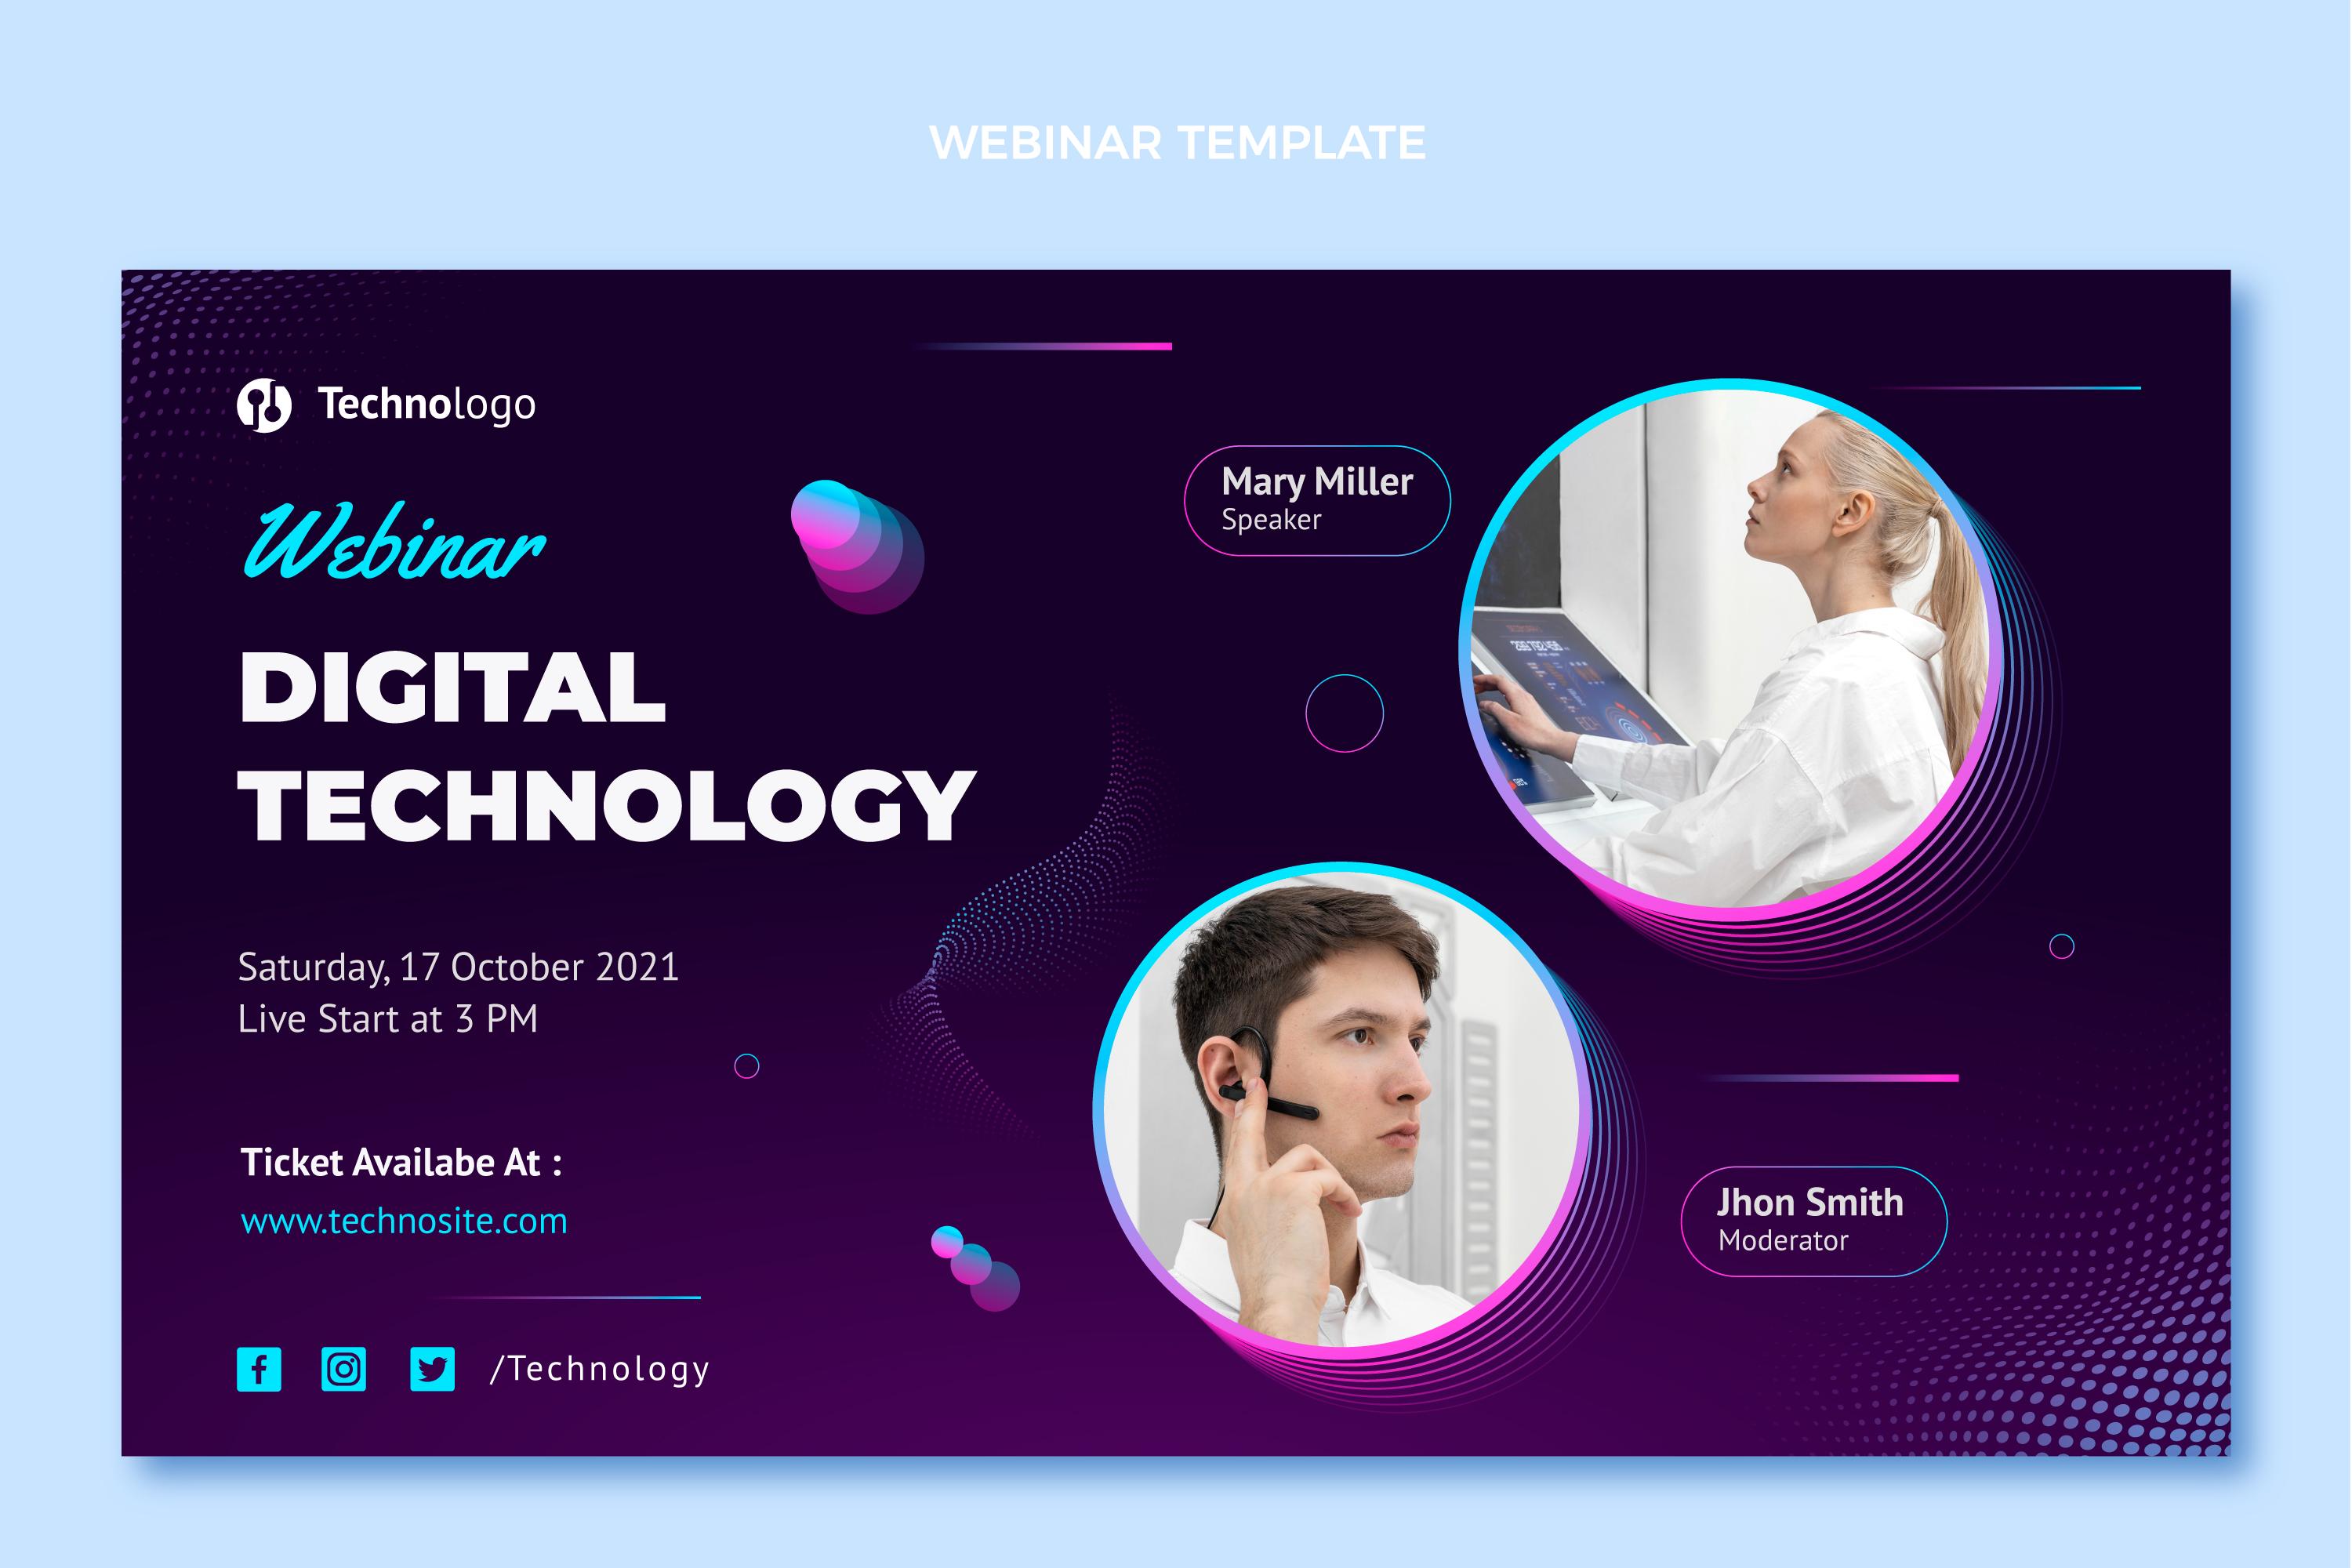 WEBINAR TEMPLATE
Technologo
Webinar
DIGITAL
TECHNOLOGY
Saturday, 17 October 2021
Live Start at 3 PM
Ticket Availabe At :
www.technosite.com
/Technology
Mary Miller
Speaker
Jhon Smith
Moderator